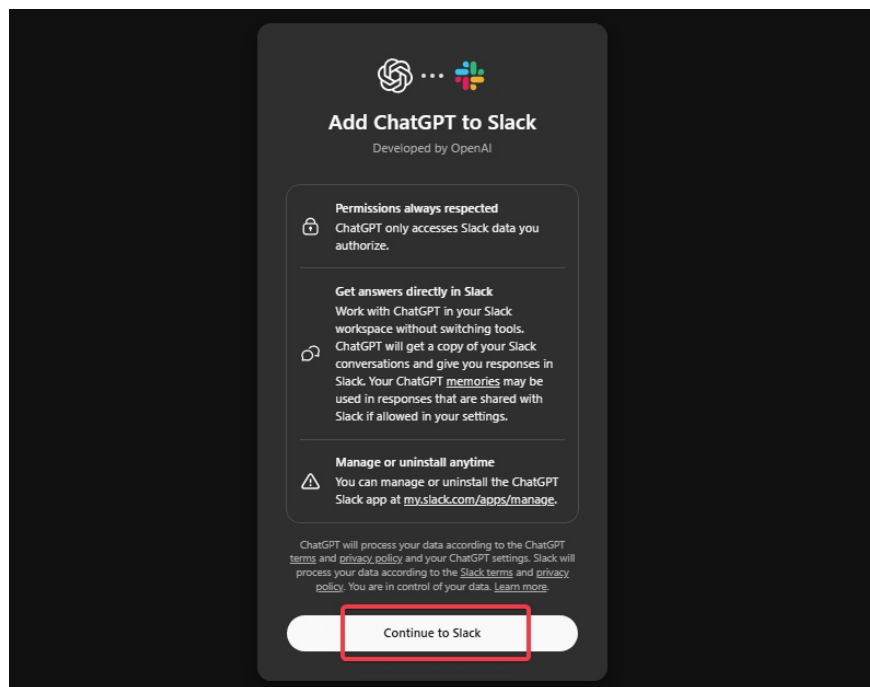 Add ChatGPT to Slack
Developed by OpenAI
Permissions always respected
ChatGPT only accesses Slack data you
authorize.
Get answers directly in Slack
Work with ChatGPT in your Slack
workspace without switching tools.
ChatGPT will get a copy of your Slack
conversations and give you responses in
Slack. Your ChatGPT memories may be
used in responses that are shared with
Slack if allowed in your settings.
Manage or uninstall anytime
You can manage or uninstall the ChatGPT
Slack app at my.slack.com/apps/manage.
ChatGPT will process your data according to the ChatGPT
terms and privacy policy and your ChatGPT settings. Slack will
process your data according to the Slack terms and privacy
policy. You are in control of your data. Learn more.
Continue to Slack